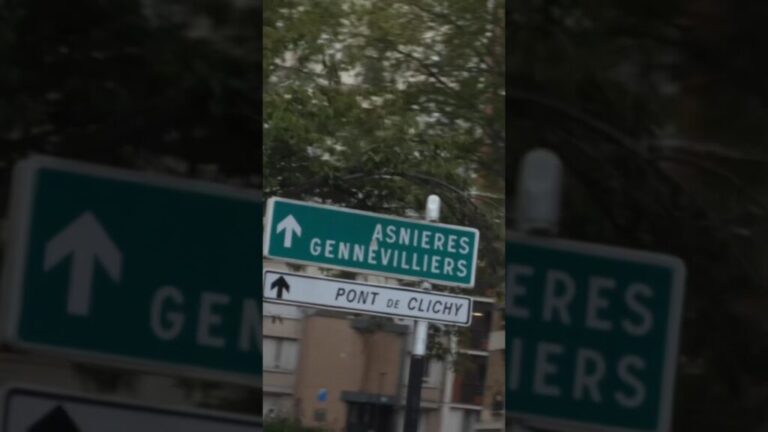 ASNIERES
GENNEVILLIERS
PONT DE CLICHY